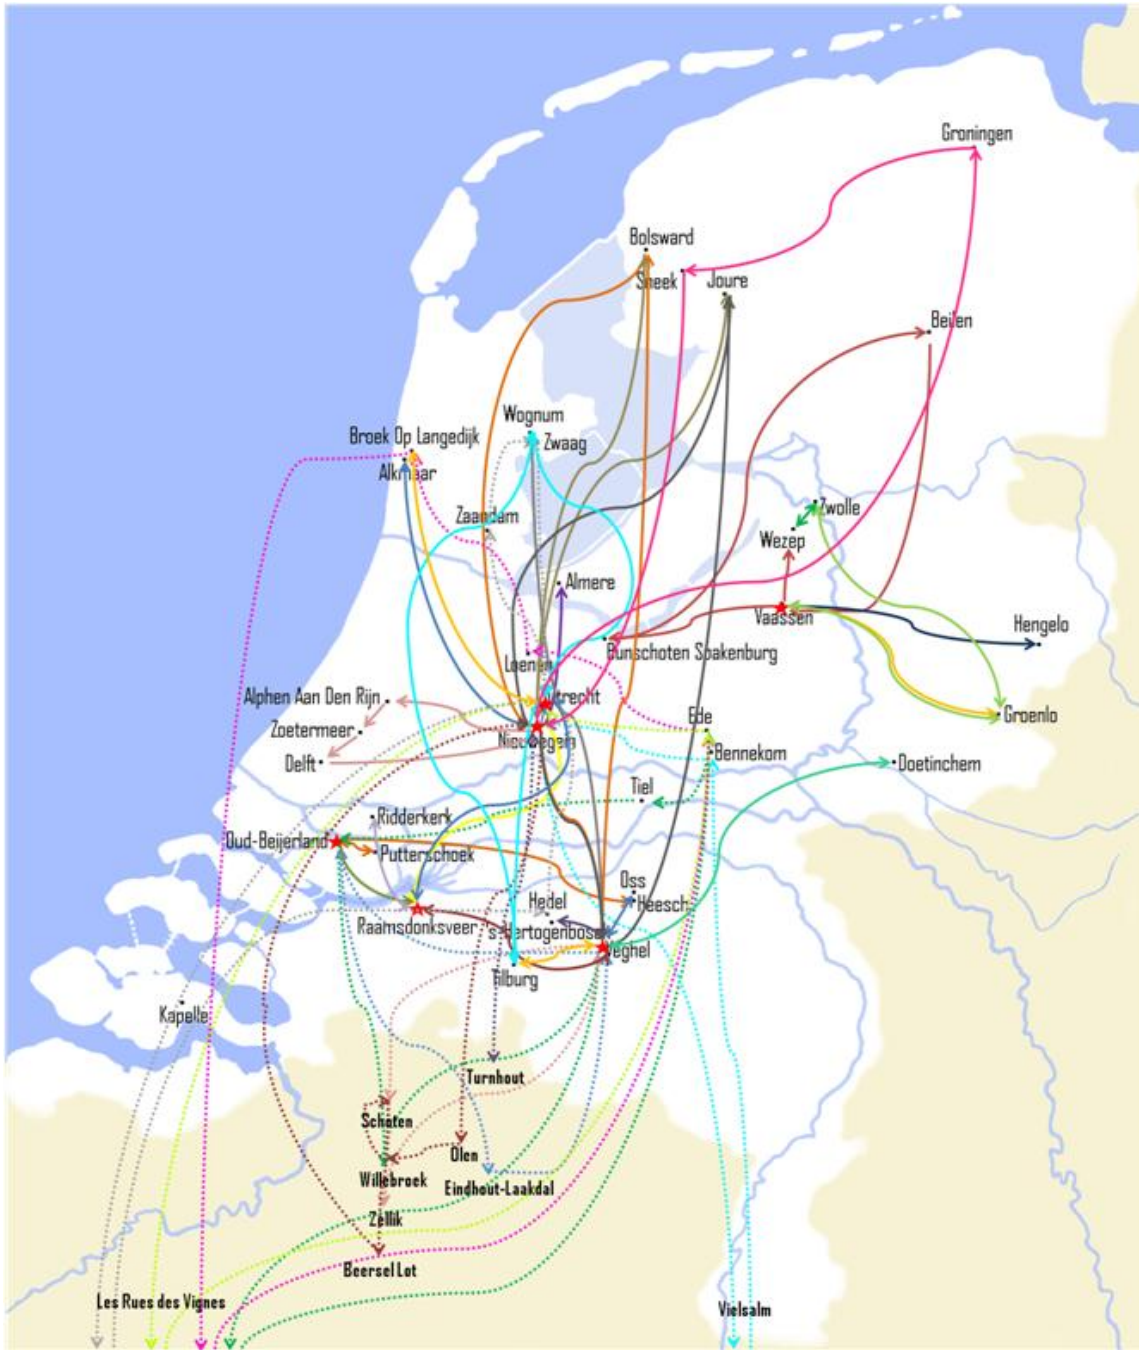 Groningen
Bolsward
Sneek
Joure
Beilen
Wognum
Zwaag
Broek Op Langedijk
Alkmaar
Zaandam
Zwolle
Wezep
Almere
Vaassen
Hengelo
Bunschoten Spakenburg
Loenen
Alphen Aan Den Rijn
Utrecht
Groenlo
Ede
Zoetermeer
Nieuwegein
Bennekom
Delft
Doetinchem
Tiel
Ridderkerk
Oud-Beijerland
Putterschoek
Oss
Hedel
Heesch
Raamsdonksveer
's-Hertogenbosch
Veghel
Tilburg
Kapelle
Turnhout
Schoten
Olen
Willebroek
Eindhout-Laakdal
Zellik
Beersel Lot
Les Rues des Vignes
Vielsalm